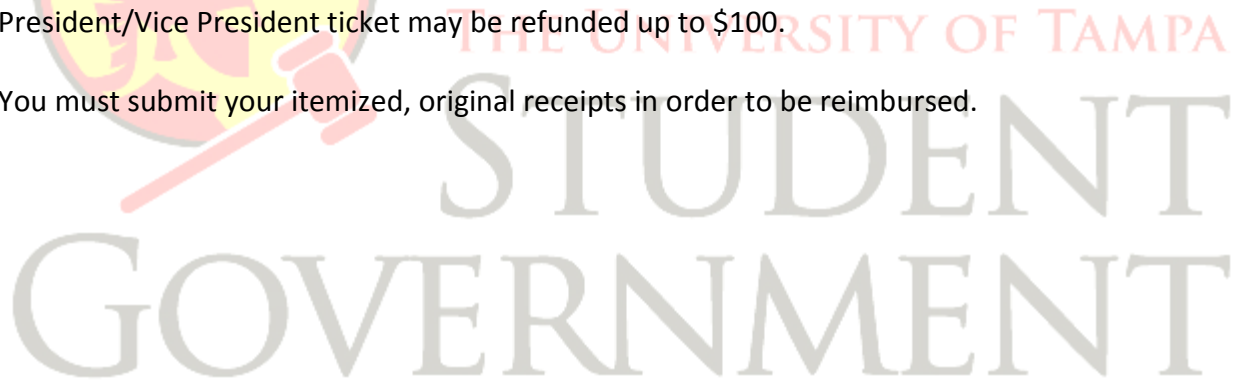 President/Vice President ticket may be refunded up to $100.
THE UNIVERSITY OF TAMPA
You must submit your itemized, original receipts in order to be reimbursed.
STUDENT
GOVERNMENT